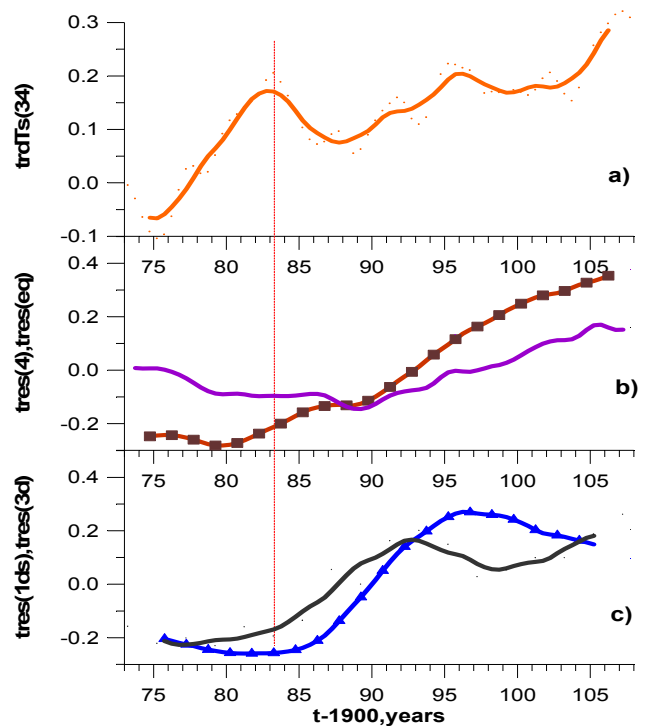 trdTs(34)
0.3
0.2
0.1
0.0
-0.1
a)
75 80 85 90 95 100 105
tres(4),tres(eq)
0.4
0.2
0.0
-0.2
b)
75 80 85 90 95 100 105
tres(1ds),tres(3d)
0.4
0.2
0.0
-0.2
c)
75 80 85 90 95 100 105
t-1900,years